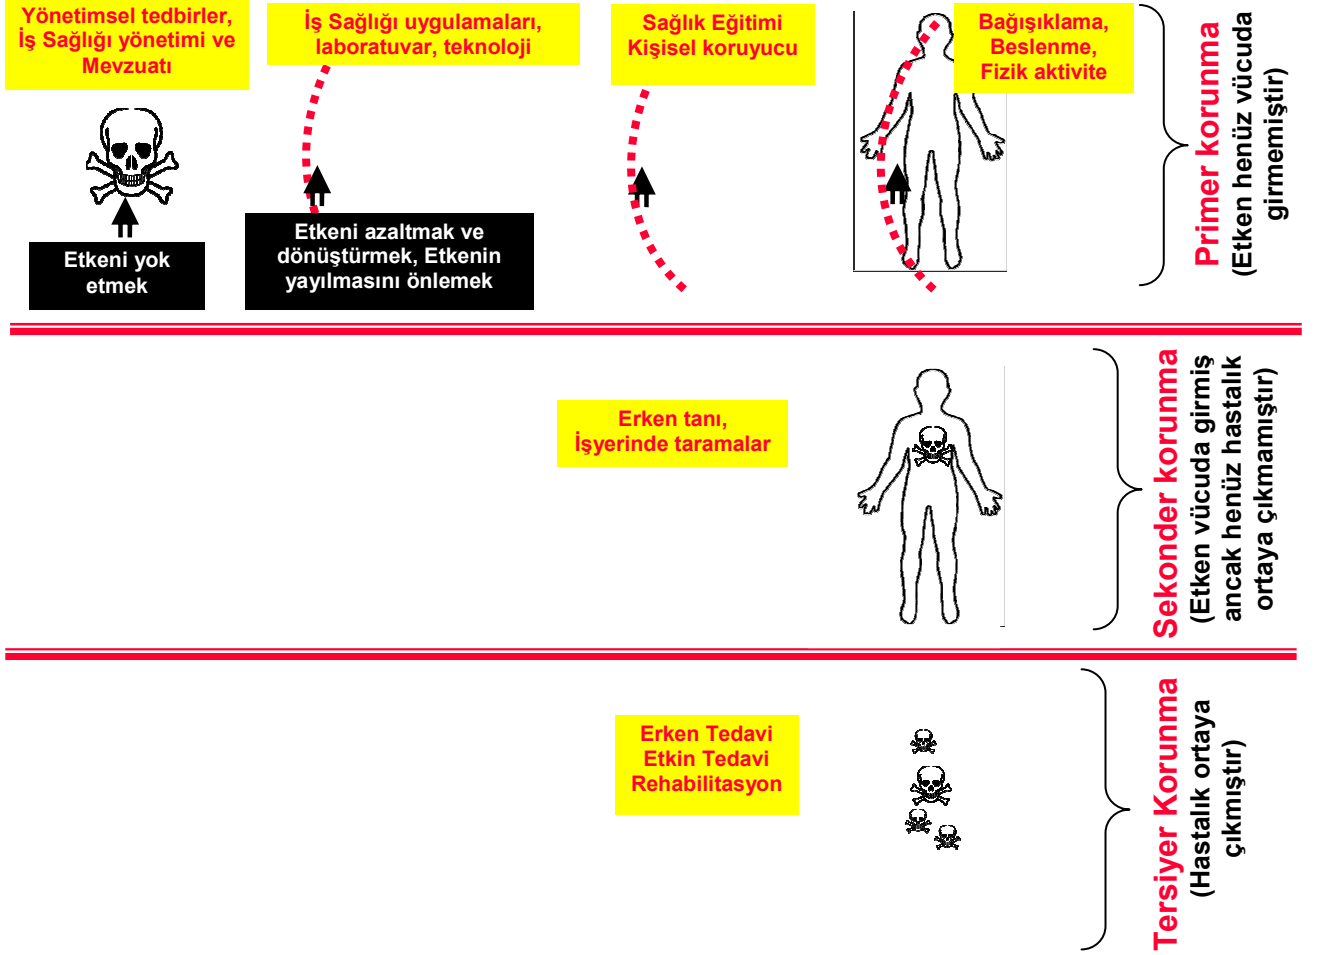 Yönetimsel tedbirler,
İş Sağlığı yönetimi ve
Mevzuatı
İş Sağlığı uygulamaları,
laboratuvar, teknoloji
Sağlık Eğitimi
Kişisel koruyucu
Bağışıklama,
Beslenme,
Fizik aktivite
Etkeni yok
etmek
Etkeni azaltmak ve
dönüştürmek, Etkenin
yayılmasını önlemek
Primer korunma
(Etken henüz vücuda
girmemiştir)
Erken tanı,
İşyerinde taramalar
Sekonder korunma
(Etken vücuda girmiş
ancak henüz hastalık
ortaya çıkmamıştır)
Erken Tedavi
Etkin Tedavi
Rehabilitasyon
Tersiyer Korunma
(Hastalık ortaya
çıkmıştır)